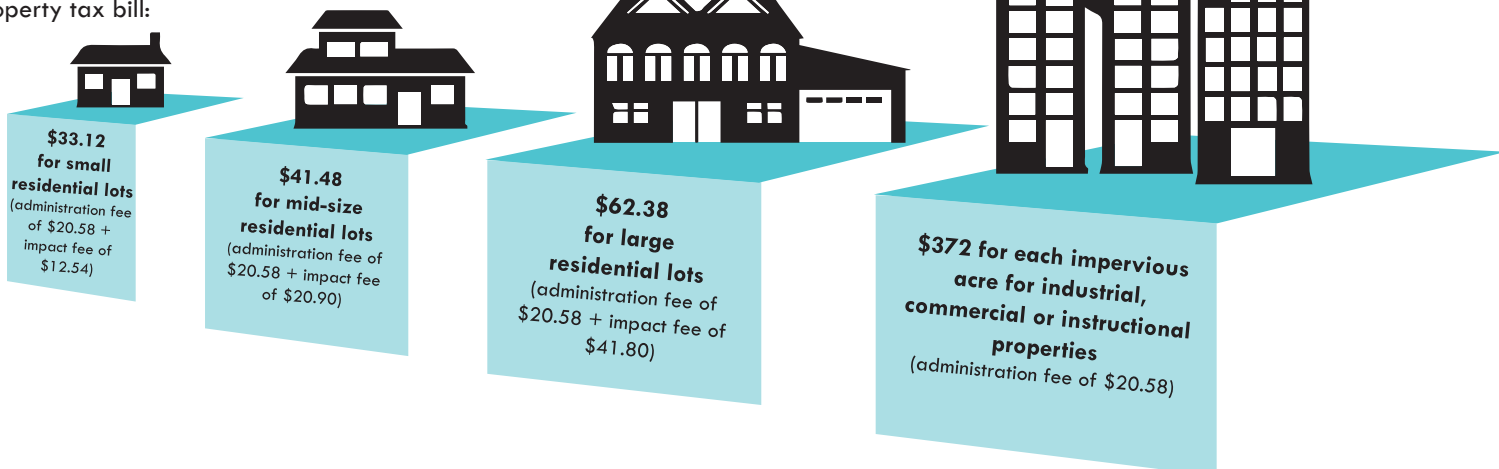 operty tax bill:
$33.12
for small
residential lots
(administration fee
of $20.58 +
impact fee of
$12.54)
$41.48
for mid-size
residential lots
(administration fee of
$20.58 + impact fee
of $20.90)
$62.38
for large
residential lots
(administration fee of
$20.58 + impact fee of
$41.80)
$372 for each impervious
acre for industrial,
commercial or instructional
properties
(administration fee of $20.58)